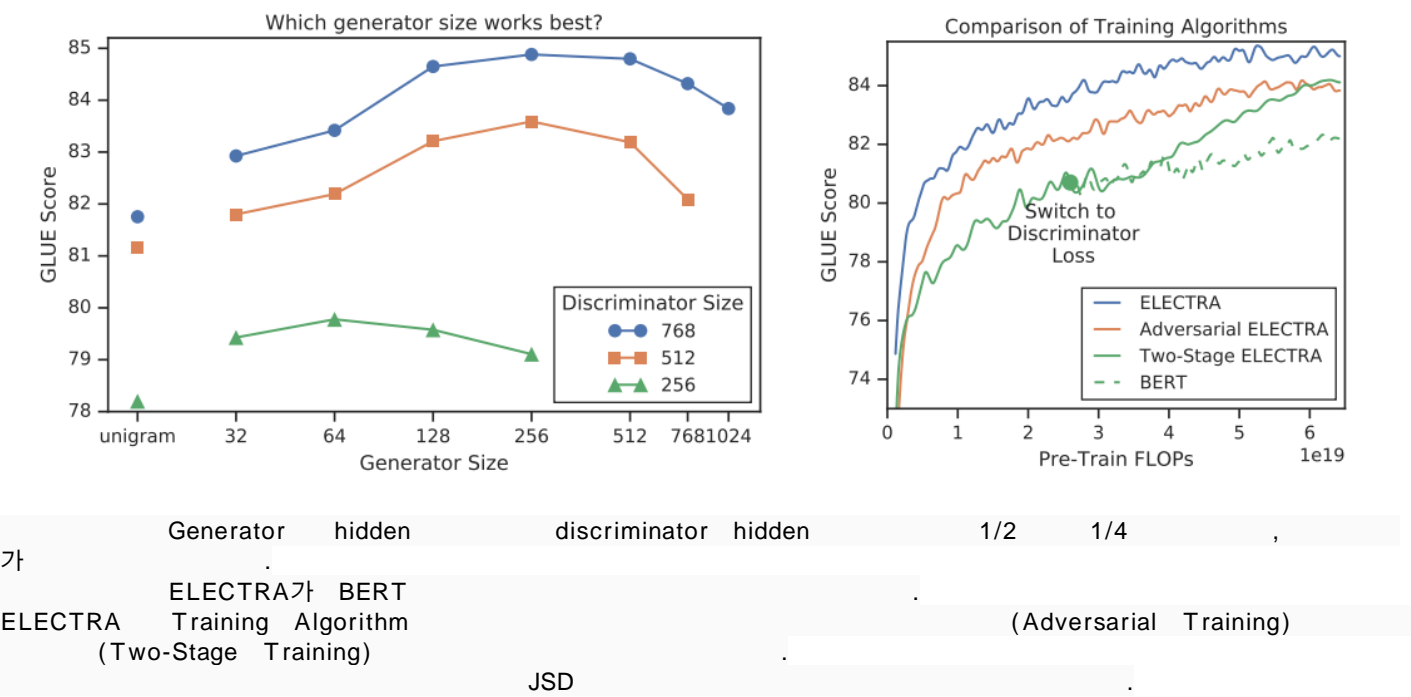 Which generator size works best?
GLUE Score
85
84
83
82
81
80
79
78
unigram 32 64 128 256 512 7681024
Generator Size
Discriminator Size
768
512
256
Comparison of Training Algorithms
GLUE Score
84
82
80
78
76
74
0 1 2 3 4 5 6
1e19
Pre-Train FLOPs
Switch to
Discriminator
Loss
ELECTRA
Adversarial ELECTRA
Two-Stage ELECTRA
BERT
Generator hidden discriminator hidden 1/2 1/4 ,
가 .
ELECTRA가 BERT .
ELECTRA Training Algorithm (Adversarial Training)
(Two-Stage Training) .
JSD .